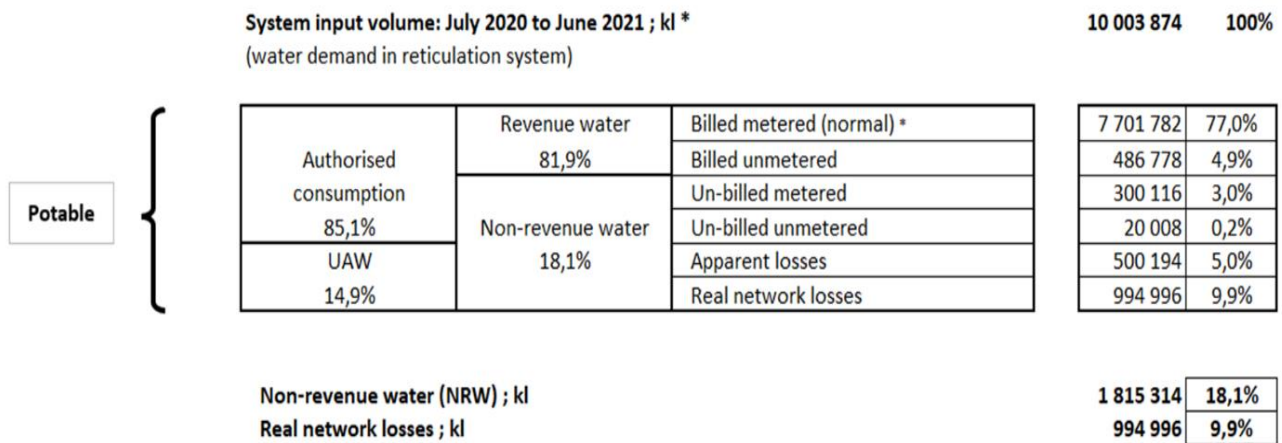 System input volume: July 2020 to June 2021 ; kl * 10 003 874 100%
(water demand in reticulation system)
Revenue water Billed metered (normal) * 7 701 782 77,0%
Authorised 81,9% Billed unmetered 486 778 4,9%
consumption Un-billed metered 300 116 3,0%
Potable 85,1% Non-revenue water Un-billed unmetered 20 008 0,2%
UAW 18,1% Apparent losses 500 194 5,0%
14,9% Real network losses 994 996 9,9%
Non-revenue water (NRW) ; kl 1 815 314 18,1%
Real network losses ; kl 994 996 9,9%